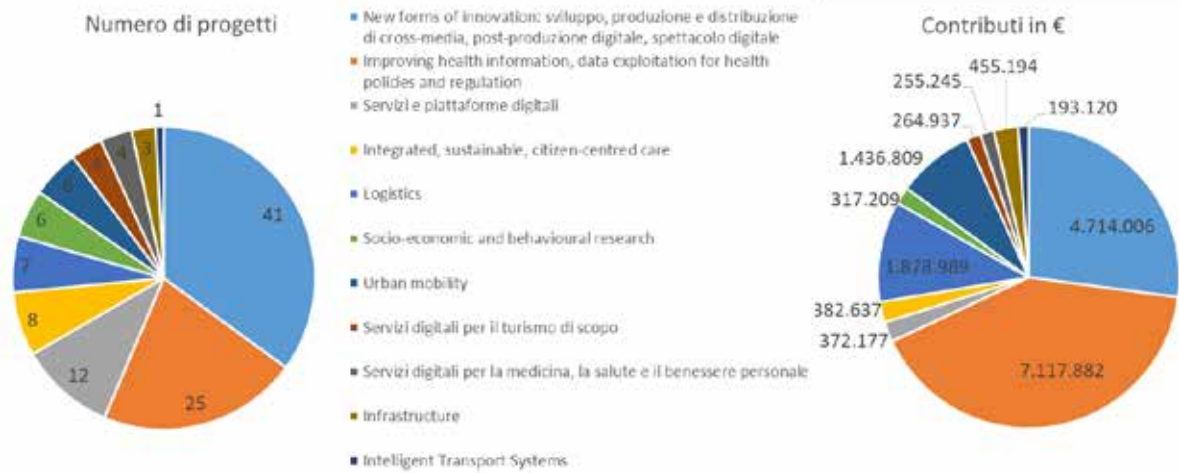 Numero di progetti
1
3
4
6
6
7
8
12
25
41
New forms of innovation: sviluppo, produzione e distribuzione
di cross-media, post-produzione digitale, spettacolo digitale
Improving health information, data exploitation for health
policies and regulation
Servizi e piattaforme digitali
Integrated, sustainable, citizen-centred care
Logistics
Socio-economic and behavioural research
Urban mobility
Servizi digitali per il turismo di scopo
Servizi digitali per la medicina, la salute e il benessere personale
Infrastructure
Intelligent Transport Systems
Contributi in €
455.194
255.245
193.120
264.937
1.436.809
317.209
4.714.006
382.637
372.177
7.117.882